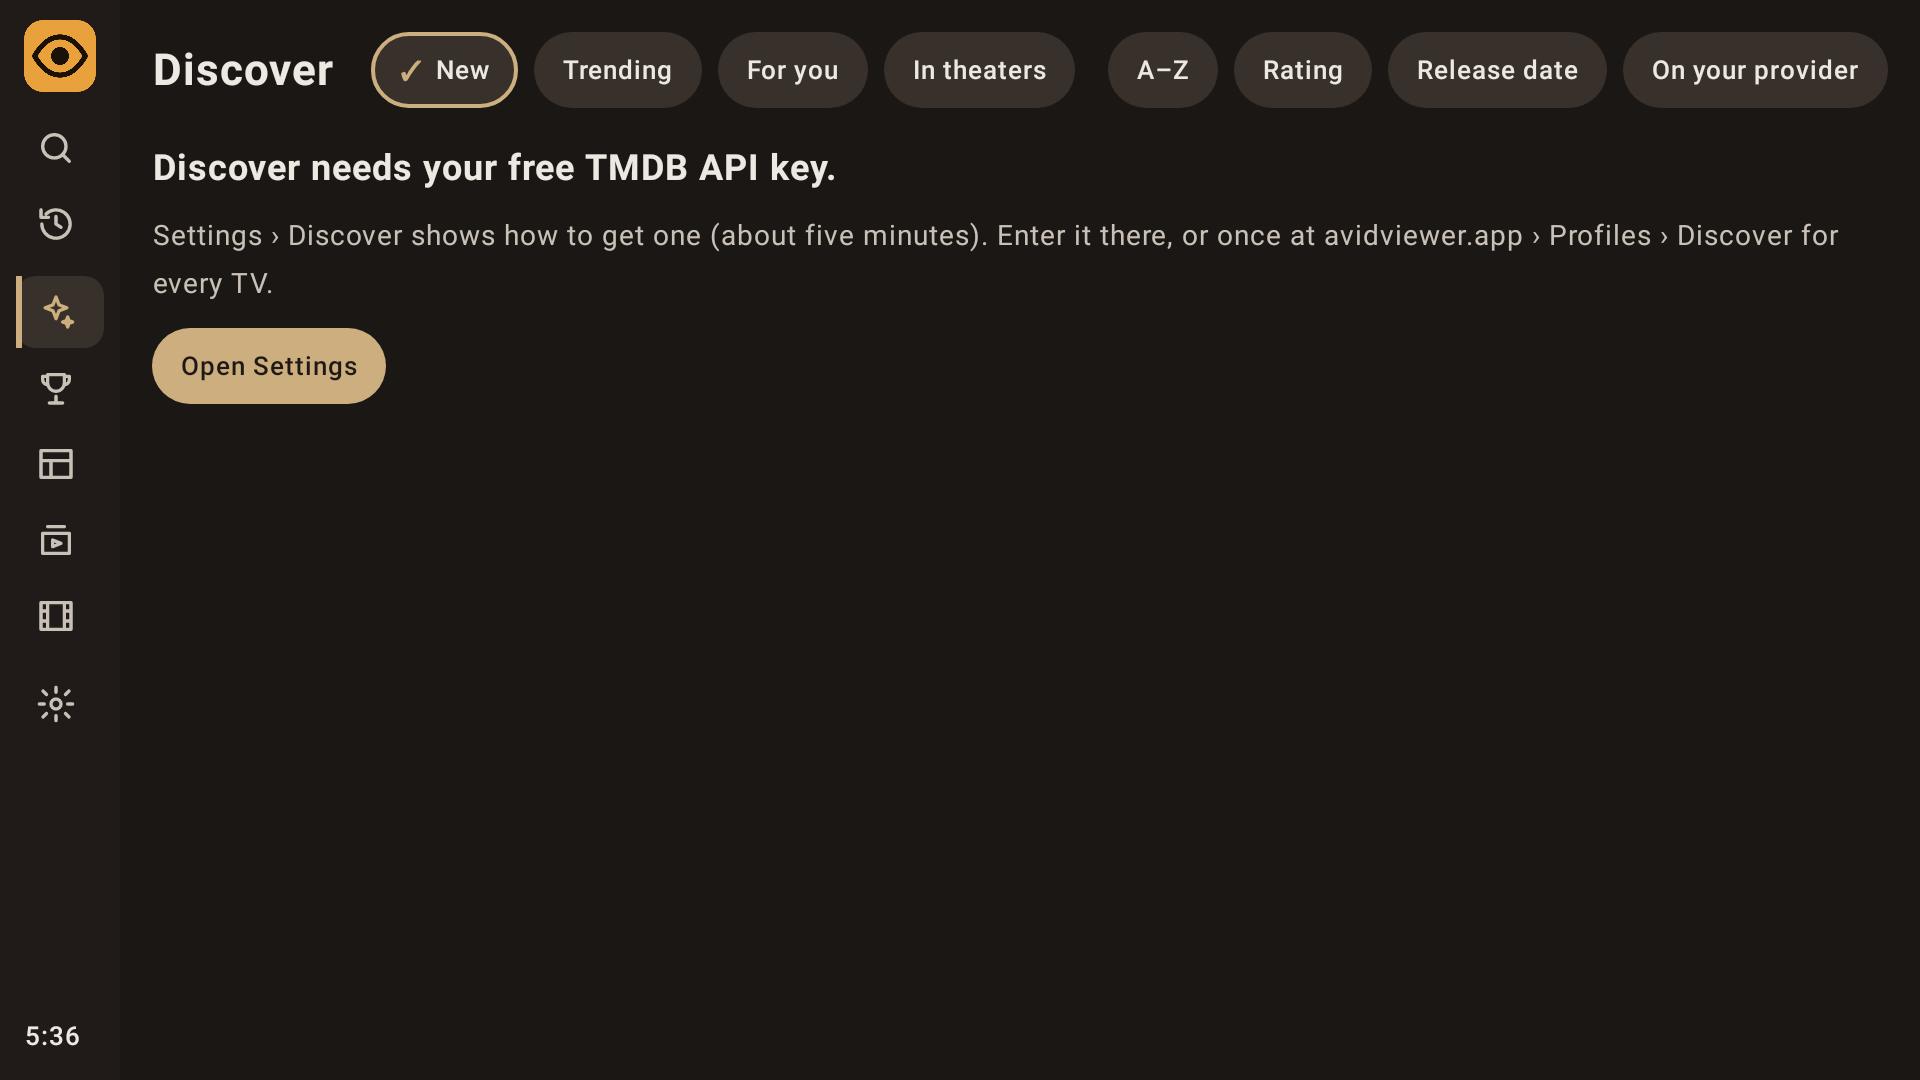 Discover
✓ New
Trending
For you
In theaters
A–Z
Rating
Release date
On your provider
Discover needs your free TMDB API key.
Settings › Discover shows how to get one (about five minutes). Enter it there, or once at avidviewer.app › Profiles › Discover for
every TV.
Open Settings
5:36